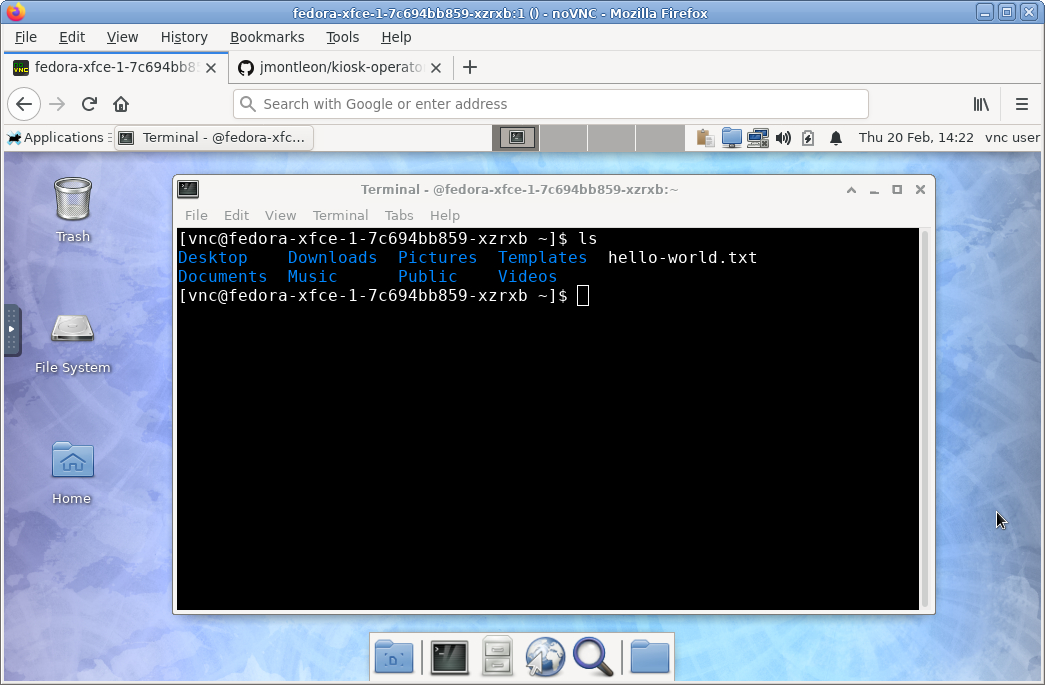 fedora-xfce-1-7c694bb859-xzrxb:1 () - noVNC - Mozilla Firefox
File Edit View History Bookmarks Tools Help
fedora-xfce-1-7c694bb85 jmontleon/kiosk-operato
Search with Google or enter address
Applications Terminal - @fedora-xfc... Thu 20 Feb, 14:22 vnc user
Trash
File System
Home
Terminal - @fedora-xfce-1-7c694bb859-xzrxb:~
File Edit View Terminal Tabs Help
[vnc@fedora-xfce-1-7c694bb859-xzrxb ~]$ ls
Desktop Downloads Pictures Templates hello-world.txt
Documents Music Public Videos
[vnc@fedora-xfce-1-7c694bb859-xzrxb ~]$